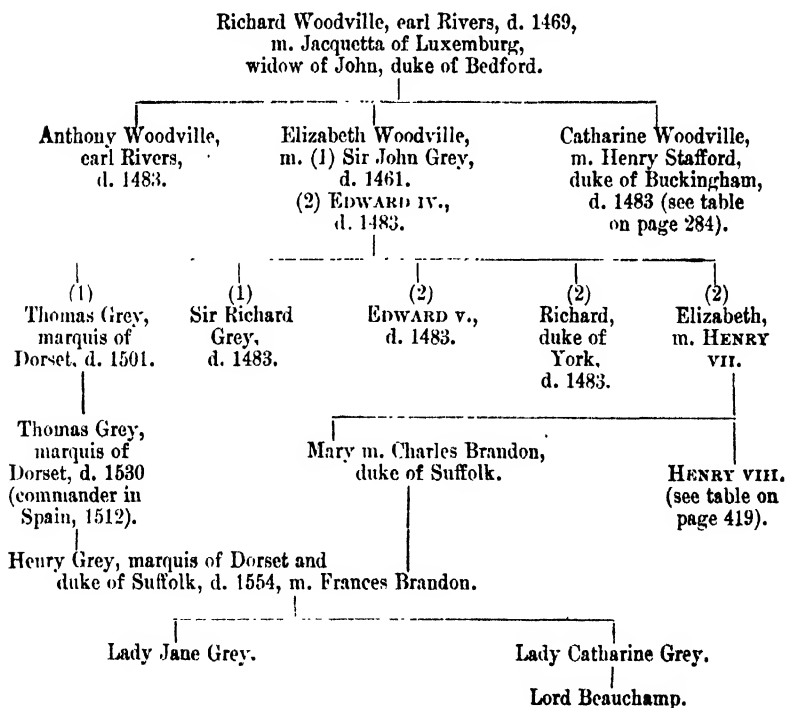 Richard Woodville, earl Rivers, d. 1469,
m. Jacquetta of Luxemburg,
widow of John, duke of Bedford.
Anthony Woodville,
earl Rivers,
d. 1483.
Elizabeth Woodville,
m. (1) Sir John Grey,
d. 1461.
(2) EDWARD IV.,
d. 1483.
Catharine Woodville,
m. Henry Stafford,
duke of Buckingham,
d. 1483 (see table
on page 284).
(1)
Thomas Grey,
marquis of
Dorset, d. 1501.
(1)
Sir Richard
Grey,
d. 1483.
(2)
EDWARD V.,
d. 1483.
(2)
Richard,
duke of
York,
d. 1483.
(2)
Elizabeth,
m. HENRY
VII.
Thomas Grey,
marquis of
Dorset, d. 1530
(commander in
Spain, 1512).
Mary m. Charles Brandon,
duke of Suffolk.
HENRY VIII.
(see table on
page 419).
Henry Grey, marquis of Dorset and
duke of Suffolk, d. 1554, m. Frances Brandon.
Lady Jane Grey.
Lady Catharine Grey.
Lord Beauchamp.